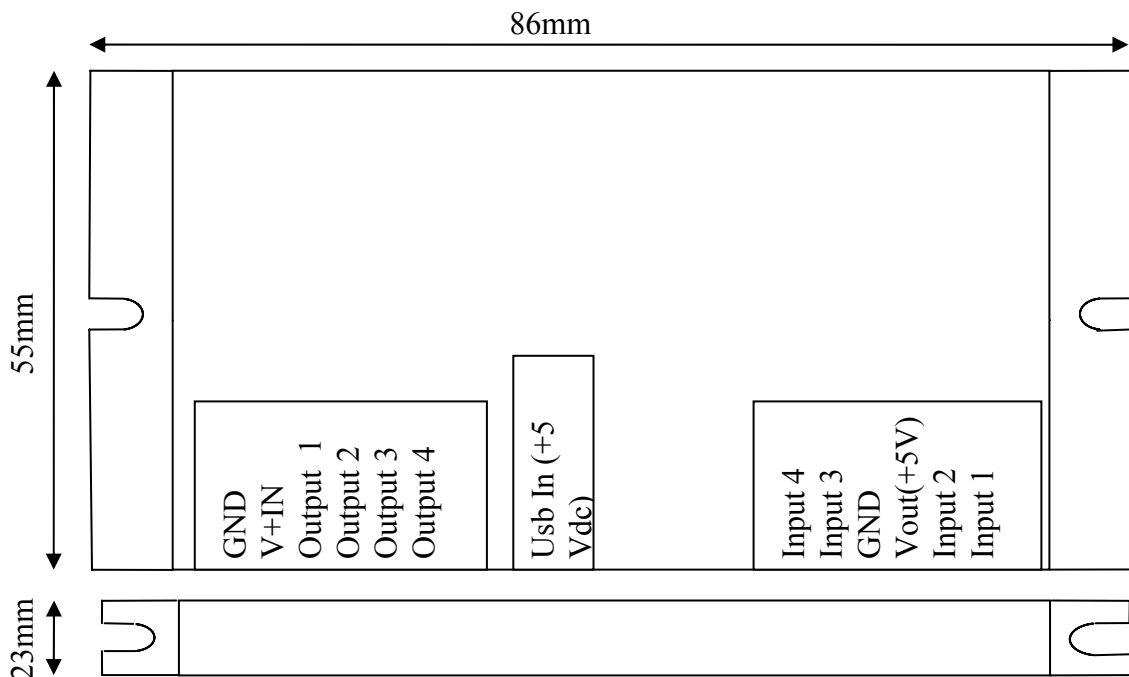 86mm
55mm
GND
V+IN
Output 1
Output 2
Output 3
Output 4
Usb In (+5
Vdc)
Input 4
Input 3
GND
Vout(+5V)
Input 2
Input 1
23mm